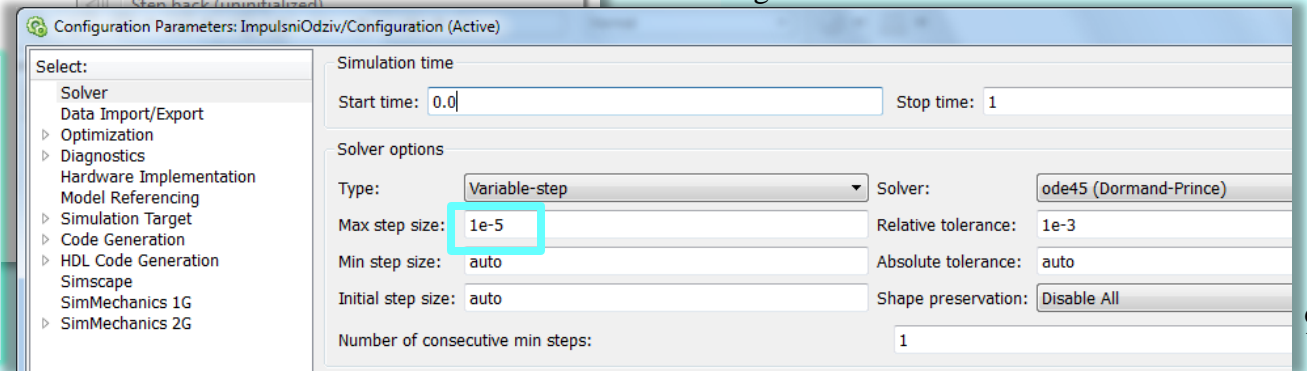 Step back (uninitialized)
Configuration Parameters: ImpulsniOdziv/Configuration (Active)
Select:
Solver
Data Import/Export
Optimization
Diagnostics
Hardware Implementation
Model Referencing
Simulation Target
Code Generation
HDL Code Generation
Simscape
SimMechanics 1G
SimMechanics 2G
Simulation time
Start time: 0.0 Stop time: 1
Solver options
Type: Variable-step Solver: ode45 (Dormand-Prince)
Max step size: 1e-5 Relative tolerance: 1e-3
Min step size: auto Absolute tolerance: auto
Initial step size: auto Shape preservation: Disable All
Number of consecutive min steps: 1